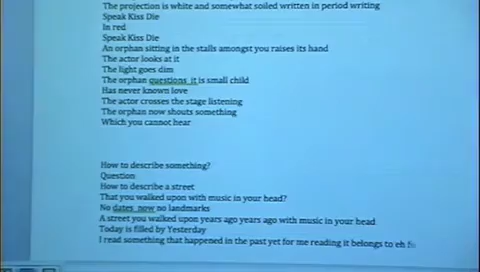 The projection is white and somewhat soiled written in period writing
Speak Kiss Die
In red
Speak Kiss Die
An orphan sitting in the stalls amongst you raises its hand
The actor looks at it
The light goes dim
The orphan questions it is small child
Has never known love
The actor crosses the stage listening
The orphan now shouts something
Which you cannot hear
How to describe something?
Question
How to describe a street
That you walked upon with music in your head?
No dates now no landmarks
A street you walked upon years ago years ago with music in your head
Today is filled by Yesterday
I read something that happened in the past yet for me reading it belongs to eh fo